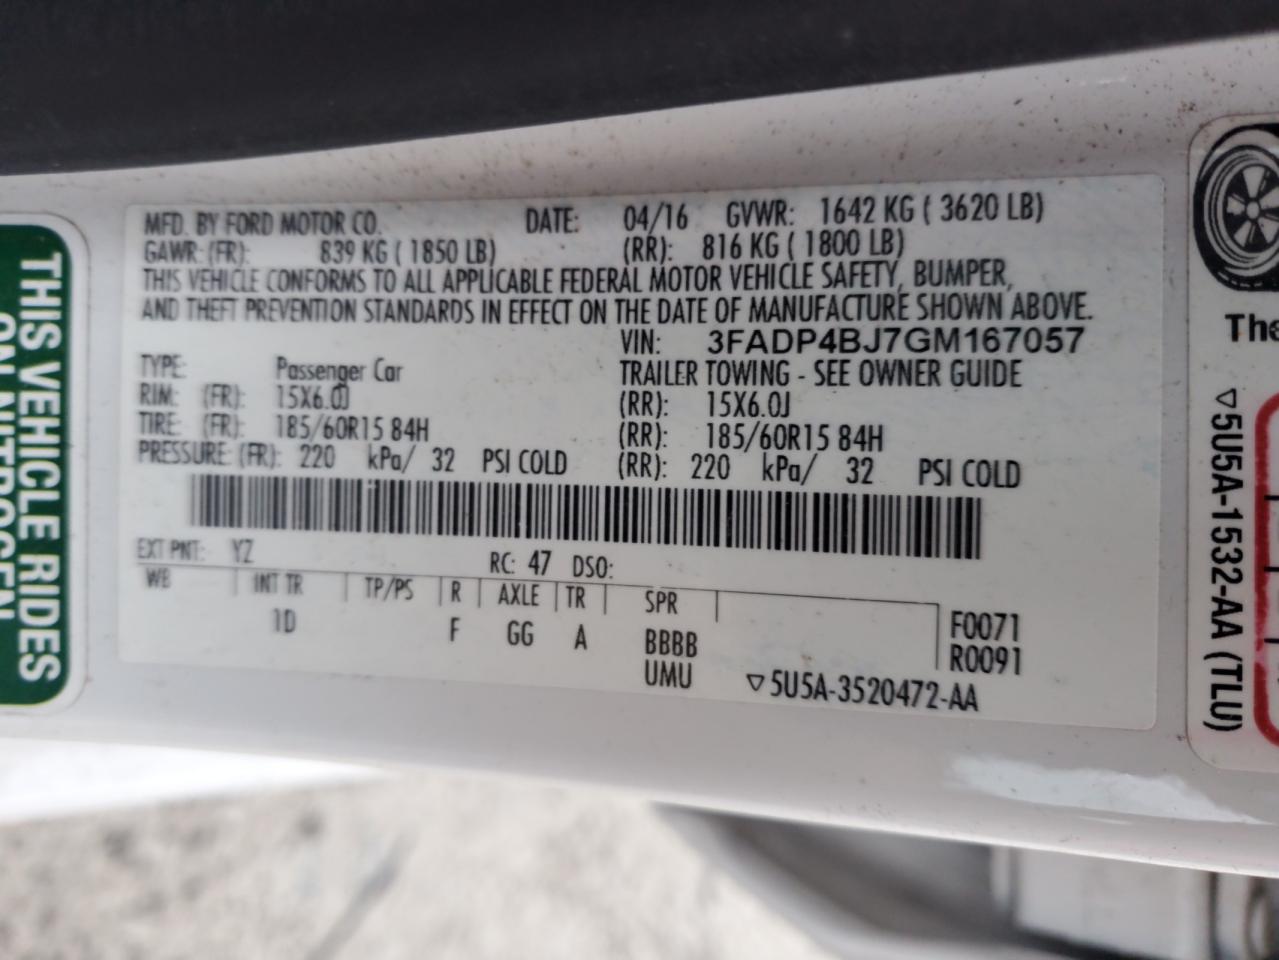 THIS VEHICLE RIDES
ON NITROGEN
MFD. BY FORD MOTOR CO. DATE: 04/16 GVWR: 1642 KG ( 3620 LB)
GAWR: (FR): 839 KG ( 1850 LB) (RR): 816 KG ( 1800 LB)
THIS VEHICLE CONFORMS TO ALL APPLICABLE FEDERAL MOTOR VEHICLE SAFETY, BUMPER,
AND THEFT PREVENTION STANDARDS IN EFFECT ON THE DATE OF MANUFACTURE SHOWN ABOVE.
VIN: 3FADP4BJ7GM167057
TYPE: Passenger Car TRAILER TOWING - SEE OWNER GUIDE
RIM: (FR): 15X6.0J (RR): 15X6.0J
TIRE: (FR): 185/60R15 84H (RR): 185/60R15 84H
PRESSURE: (FR): 220 kPa/ 32 PSI COLD (RR): 220 kPa/ 32 PSI COLD
EXT PNT: YZ RC: 47 DSO:
WB INT TR TP/PS R AXLE TR SPR
1D F GG A BBBB
UMU
F0071
R0091
▽5U5A-3520472-AA
The
▽5U5A-1532-AA (TLU)